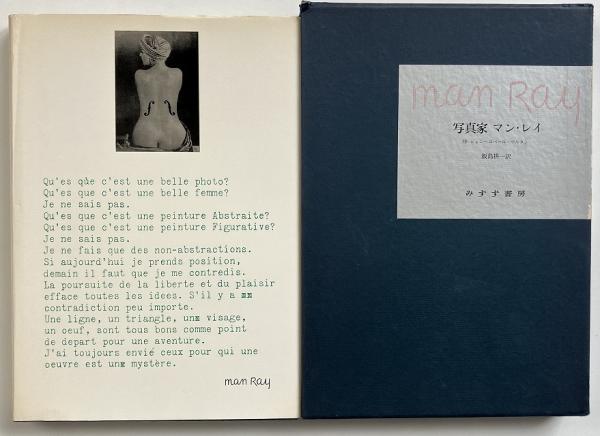 Qu'es que c'est une belle photo?
Qu'es que c'est une belle femme?
Je ne sais pas.
Qu'es que c'est une peinture Abstraite?
Qu'es que c'est une peinture Figurative?
Je ne sais pas.
Je ne fais que des non-abstractions.
Si aujourd'hui je prends position,
demain il faut que je me contredis.
La poursuite de la liberte et du plaisir
efface toutes les idees. S'il y a
contradiction peu importe.
Une ligne, un triangle, un visage,
un oeuf, sont tous bons comme point
de depart pour une aventure.
J'ai toujours envié ceux pour qui une
oeuvre est un mystère.
man Ray
man Ray
写真家 マン・レイ
飯島耕一訳
みすず書房